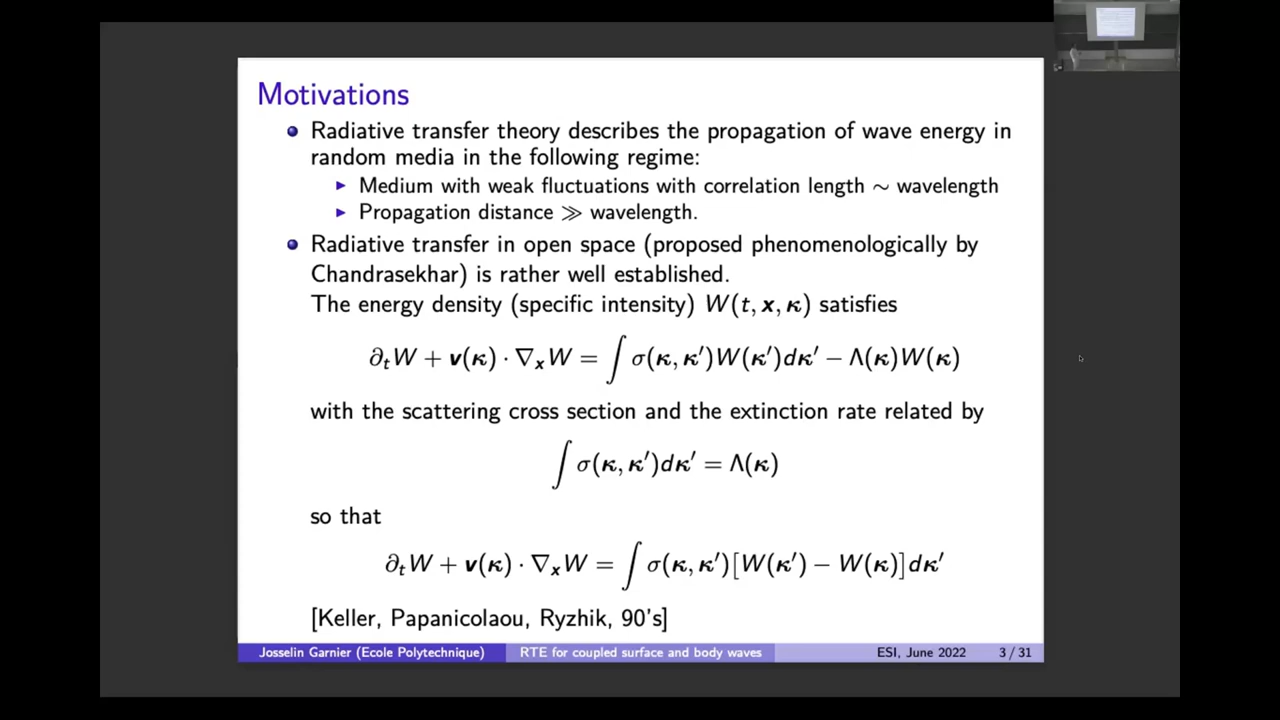 Motivations
Radiative transfer theory describes the propagation of wave energy in
random media in the following regime:
Medium with weak fluctuations with correlation length ∼ wavelength
Propagation distance ≫ wavelength.
Radiative transfer in open space (proposed phenomenologically by
Chandrasekhar) is rather well established.
The energy density (specific intensity) W(t, x, κ) satisfies
∂ₜW + v(κ) · ∇ₓW = ∫ σ(κ, κ′)W(κ′)dκ′ − Λ(κ)W(κ)
with the scattering cross section and the extinction rate related by
∫ σ(κ, κ′)dκ′ = Λ(κ)
so that
∂ₜW + v(κ) · ∇ₓW = ∫ σ(κ, κ′)[W(κ′) − W(κ)]dκ′
[Keller, Papanicolaou, Ryzhik, 90's]
Josselin Garnier (Ecole Polytechnique) RTE for coupled surface and body waves ESI, June 2022 3 / 31